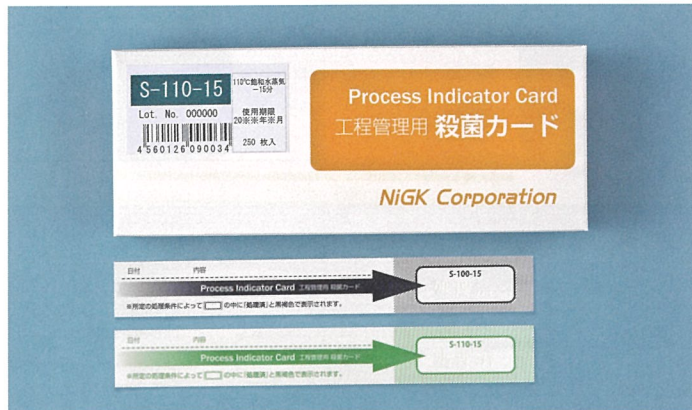 S-110-15
110℃飽和水蒸気
-15分
Lot. No. 000000
使用期限
20※※年※月
250 枚入
4 560126 090034
Process Indicator Card
工程管理用 殺菌カード
NiGK Corporation
日付 内容
Process Indicator Card 工程管理用 殺菌カード
S-100-15
※所定の処理条件によって の中に「処理済」と黒褐色で表示されます。
日付 内容
Process Indicator Card 工程管理用 殺菌カード
S-110-15
※所定の処理条件によって の中に「処理済」と黒褐色で表示されます。